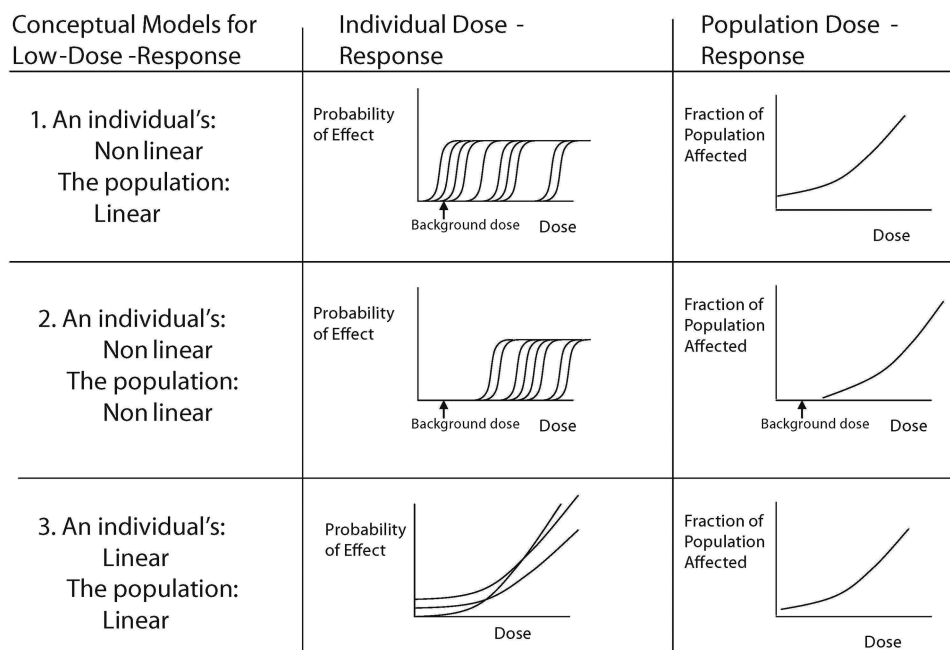 Conceptual Models for
Low-Dose -Response
Individual Dose -
Response
Population Dose -
Response
1. An individual's:
Non linear
The population:
Linear
Probability
of Effect
Background dose
Dose
Fraction of
Population
Affected
Dose
2. An individual's:
Non linear
The population:
Non linear
Probability
of Effect
Background dose
Dose
Fraction of
Population
Affected
Background dose
Dose
3. An individual's:
Linear
The population:
Linear
Probability
of Effect
Dose
Fraction of
Population
Affected
Dose